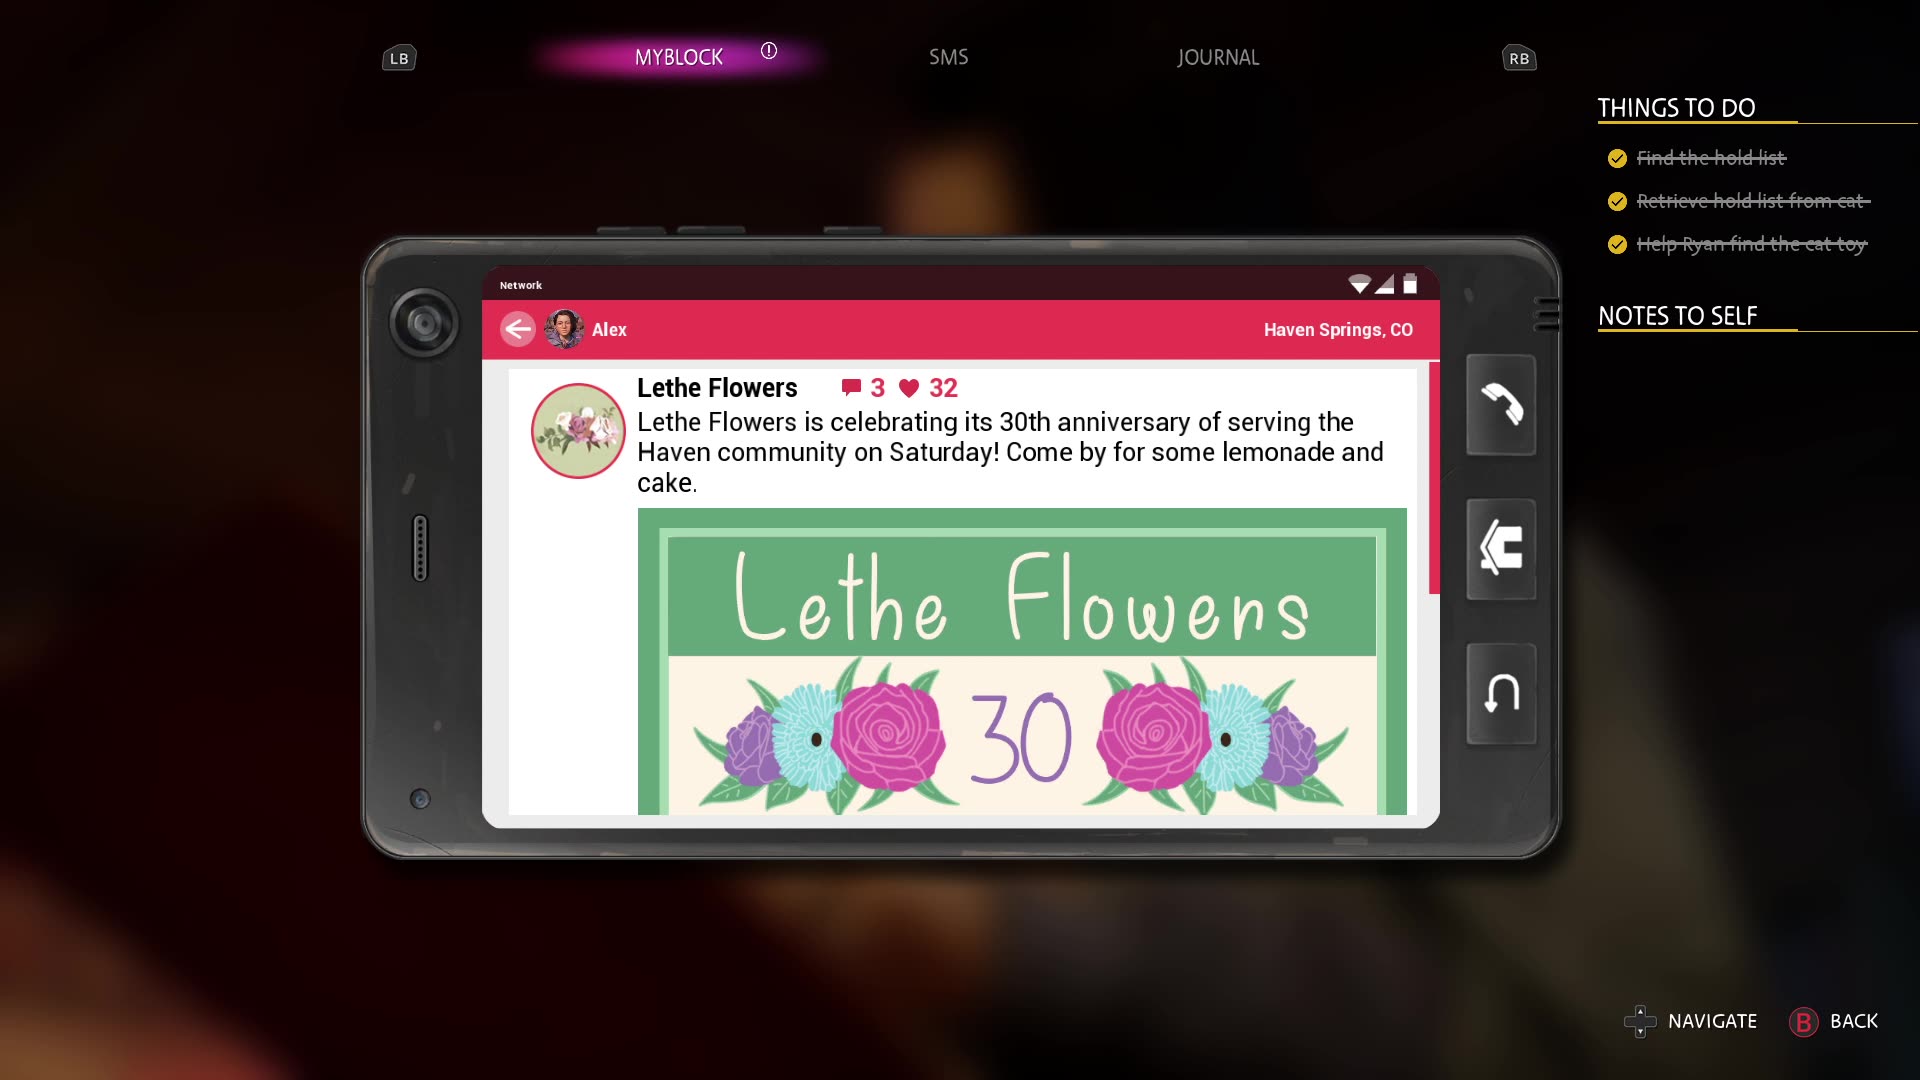 LB
MYBLOCK
SMS
JOURNAL
RB
THINGS TO DO
Find the hold list
Retrieve hold list from cat
Help Ryan find the cat toy
NOTES TO SELF
Network
Alex
Haven Springs, CO
Lethe Flowers 3 32
Lethe Flowers is celebrating its 30th anniversary of serving the
Haven community on Saturday! Come by for some lemonade and
cake.
Lethe Flowers
30
NAVIGATE
B BACK